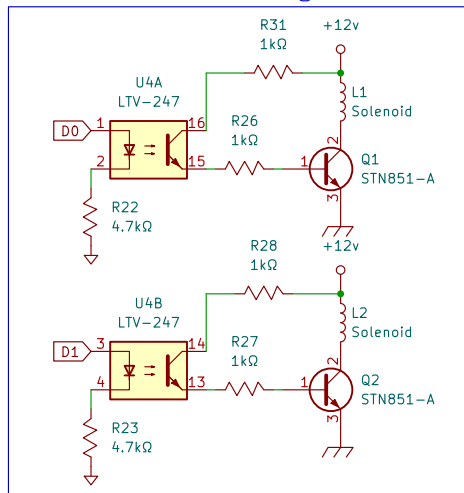 R31
1kΩ
+12v
U4A
LTV-247
L1
Solenoid
D0
1
16
R26
1kΩ
2
2
15
1
Q1
STN851-A
3
R22
4.7kΩ
R28
1kΩ
+12v
U4B
LTV-247
L2
Solenoid
D1
3
14
R27
1kΩ
2
4
13
1
Q2
STN851-A
3
R23
4.7kΩ